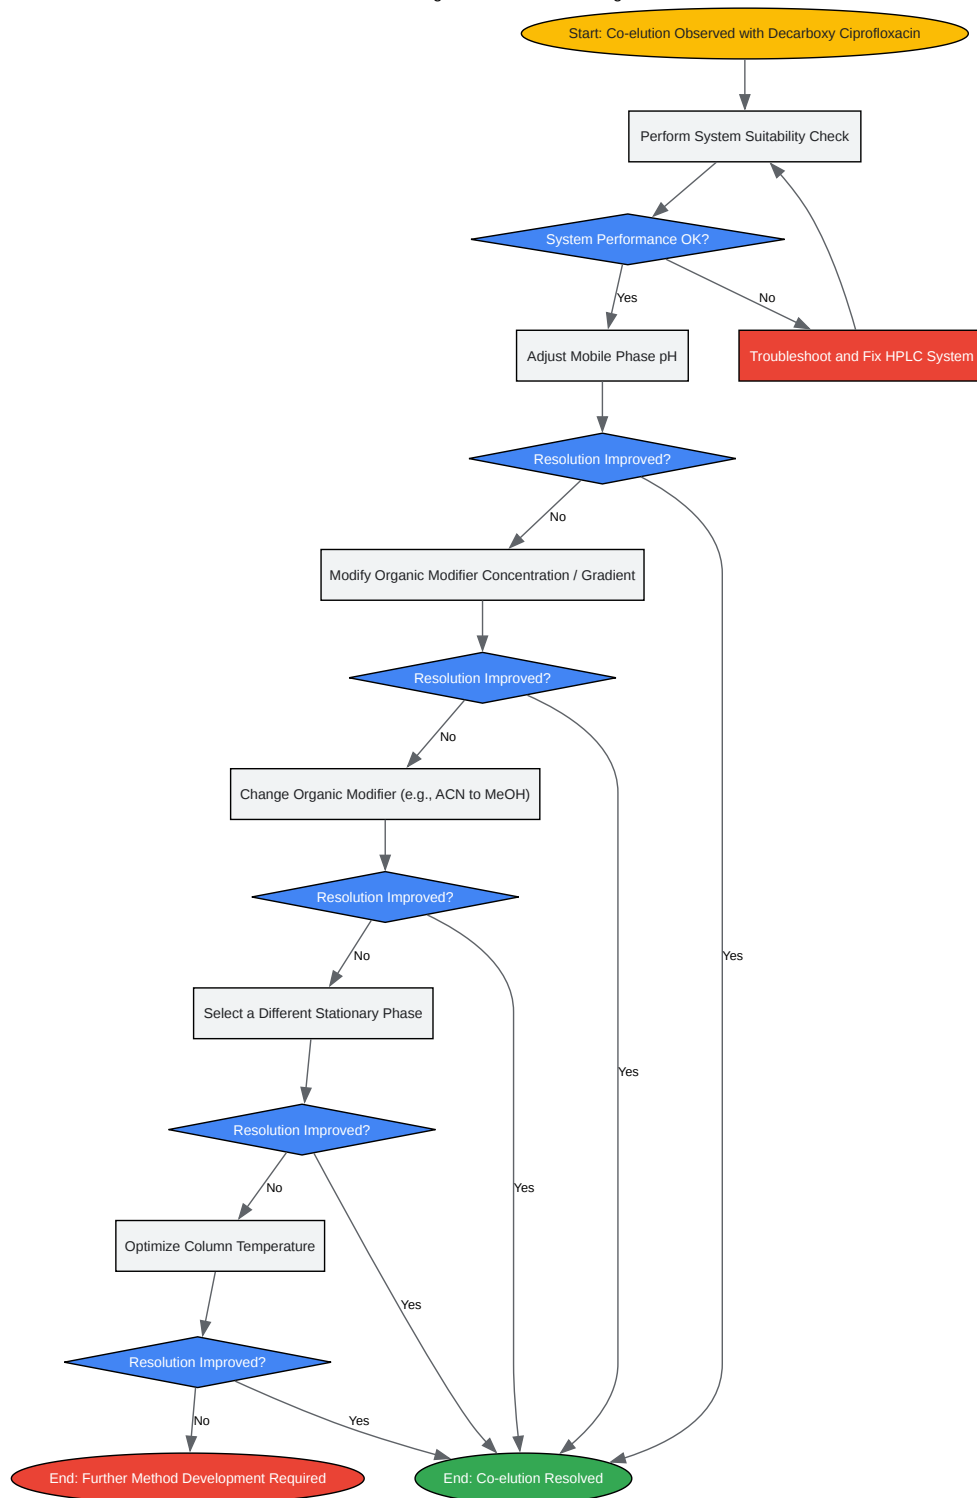 Start: Co-elution Observed with Decarboxy Ciprofloxacin
Perform System Suitability Check
System Performance OK?
Yes
No
Adjust Mobile Phase pH
Troubleshoot and Fix HPLC System
Resolution Improved?
No
Modify Organic Modifier Concentration / Gradient
Resolution Improved?
No
Change Organic Modifier (e.g., ACN to MeOH)
Resolution Improved?
No
Yes
Select a Different Stationary Phase
Yes
Resolution Improved?
No
Yes
Optimize Column Temperature
Yes
Resolution Improved?
No
Yes
End: Further Method Development Required
End: Co-elution Resolved